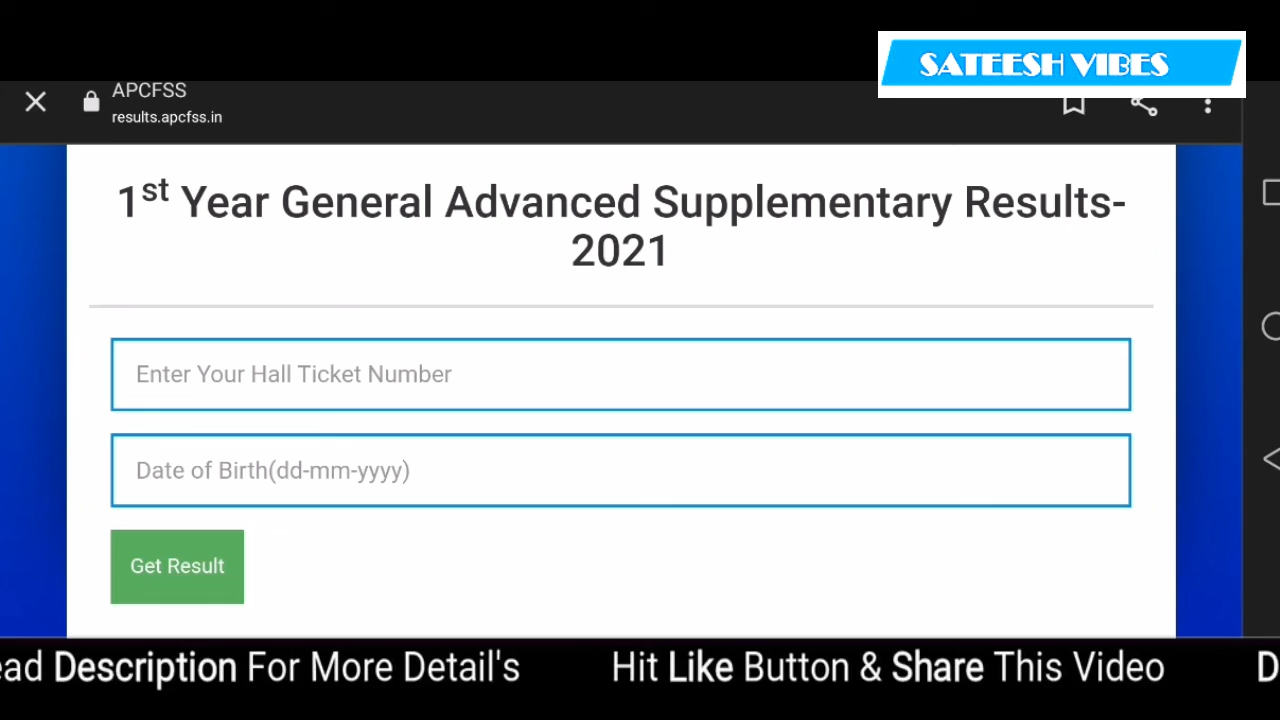 SATEESH VIBES
APCFSS
results.apcfss.in
1st Year General Advanced Supplementary Results-
2021
Enter Your Hall Ticket Number
Date of Birth(dd-mm-yyyy)
Get Result
ead Description For More Detail's Hit Like Button & Share This Video D